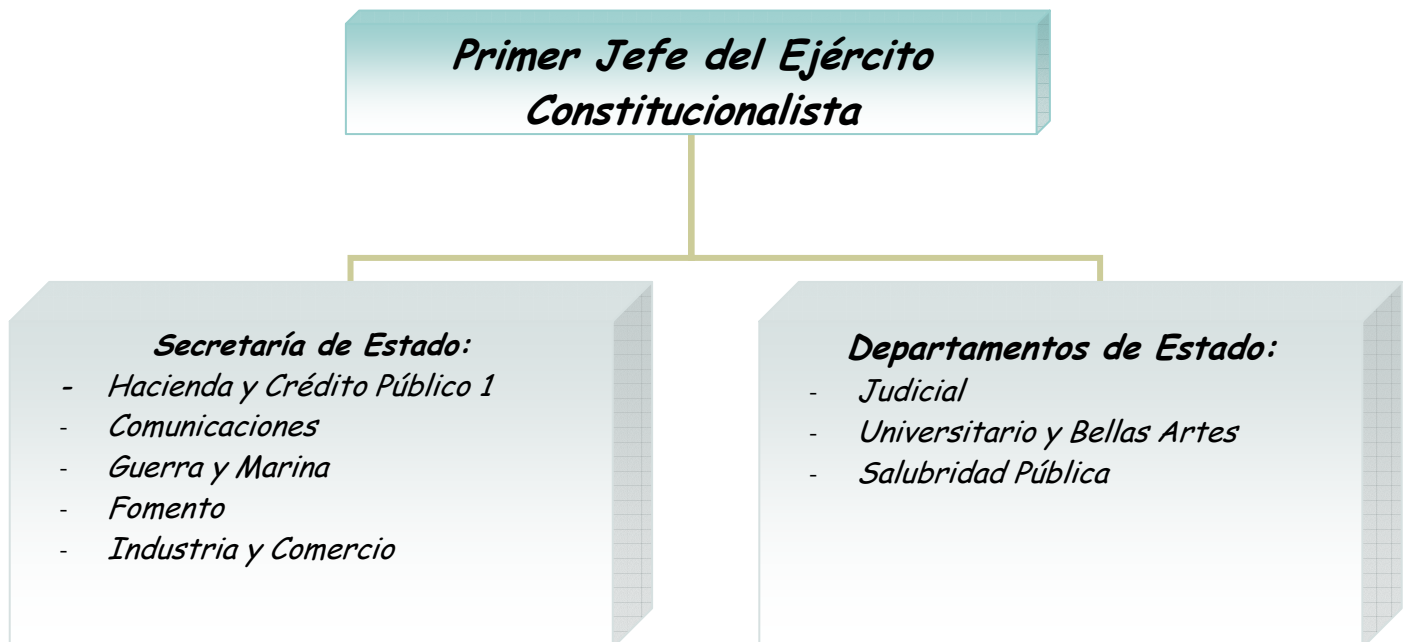 Primer Jefe del Ejército
Constitucionalista
Secretaría de Estado:
- Hacienda y Crédito Público 1
- Comunicaciones
- Guerra y Marina
- Fomento
- Industria y Comercio
Departamentos de Estado:
- Judicial
- Universitario y Bellas Artes
- Salubridad Pública